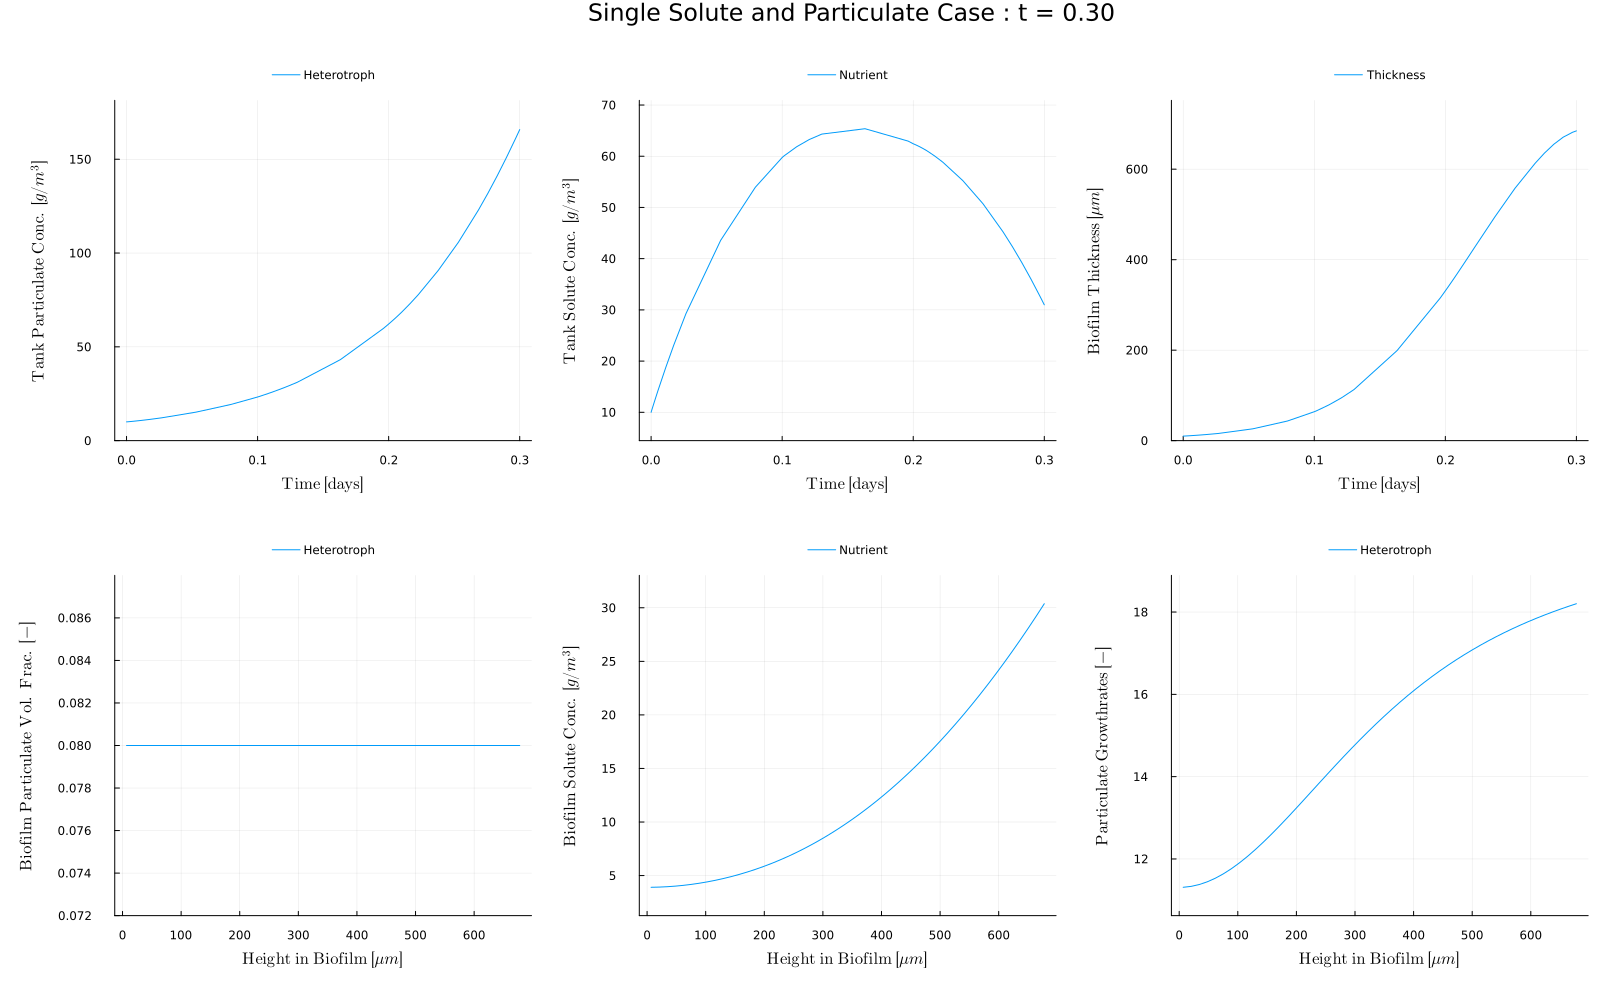 Single Solute and Particulate Case : t = 0.30
Heterotroph
Tank Particulate Conc. [g/m³]
150
100
50
0
0.0 0.1 0.2 0.3
Time [days]
Nutrient
Tank Solute Conc. [g/m³]
70
60
50
40
30
20
10
0.0 0.1 0.2 0.3
Time [days]
Thickness
Biofilm Thickness [μm]
600
400
200
0
0.0 0.1 0.2 0.3
Time [days]
Heterotroph
Biofilm Particulate Vol. Frac. [−]
0.086
0.084
0.082
0.080
0.078
0.076
0.074
0.072
0 100 200 300 400 500 600
Height in Biofilm [μm]
Nutrient
Biofilm Solute Conc. [g/m³]
30
25
20
15
10
5
0 100 200 300 400 500 600
Height in Biofilm [μm]
Heterotroph
Particulate Growthrates [−]
18
16
14
12
0 100 200 300 400 500 600
Height in Biofilm [μm]